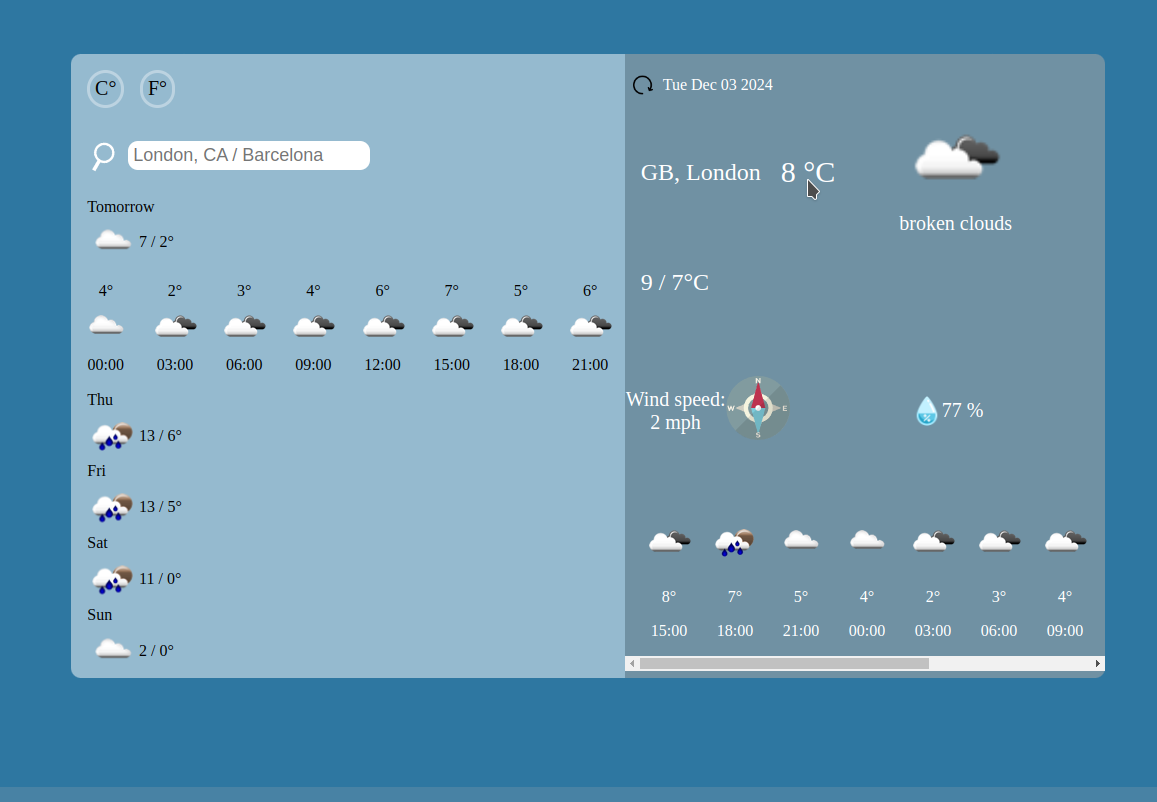 C° F°
London, CA / Barcelona
Tomorrow
7 / 2°
4° 2° 3° 4° 6° 7° 5° 6°
00:00 03:00 06:00 09:00 12:00 15:00 18:00 21:00
Thu
13 / 6°
Fri
13 / 5°
Sat
11 / 0°
Sun
2 / 0°
Tue Dec 03 2024
GB, London 8 °C
broken clouds
9 / 7°C
Wind speed:
2 mph
N
W E
S
%
77 %
8° 7° 5° 4° 2° 3° 4°
15:00 18:00 21:00 00:00 03:00 06:00 09:00